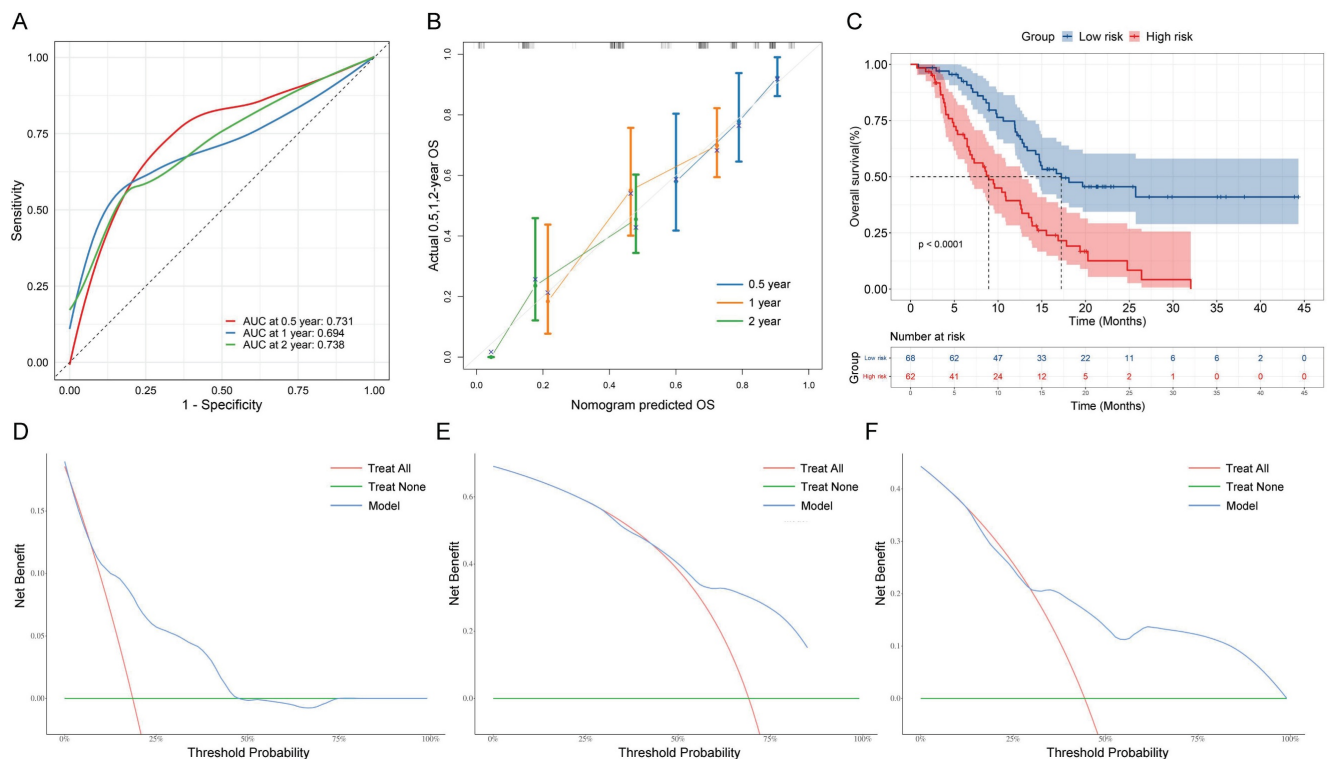 A
1.00
0.75
0.50
0.25
0.00
Sensitivity
AUC at 0.5 year: 0.731
AUC at 1 year: 0.694
AUC at 2 year: 0.738
0.00 0.25 0.50 0.75 1.00
1 - Specificity
B
1.0
0.8
0.6
0.4
0.2
0.0
Actual 0.5,1,2-year OS
0.5 year
1 year
2 year
0.0 0.2 0.4 0.6 0.8 1.0
Nomogram predicted OS
C
Group Low risk High risk
1.00
0.75
0.50
0.25
0.00
Overall survival(%)
p < 0.0001
0 5 10 15 20 25 30 35 40 45
Time (Months)
Number at risk
Group
Low risk 68 62 47 33 22 11 6 6 2 0
High risk 62 41 24 12 5 2 1 0 0 0
0 5 10 15 20 25 30 35 40 45
Time (Months)
D
Treat All
Treat None
Model
0.15
0.10
0.05
0.00
Net Benefit
0% 25% 50% 75% 100%
Threshold Probability
E
Treat All
Treat None
Model
0.6
0.4
0.2
0.0
Net Benefit
0% 25% 50% 75% 100%
Threshold Probability
F
Treat All
Treat None
Model
0.4
0.3
0.2
0.1
0.0
Net Benefit
0% 25% 50% 75% 100%
Threshold Probability